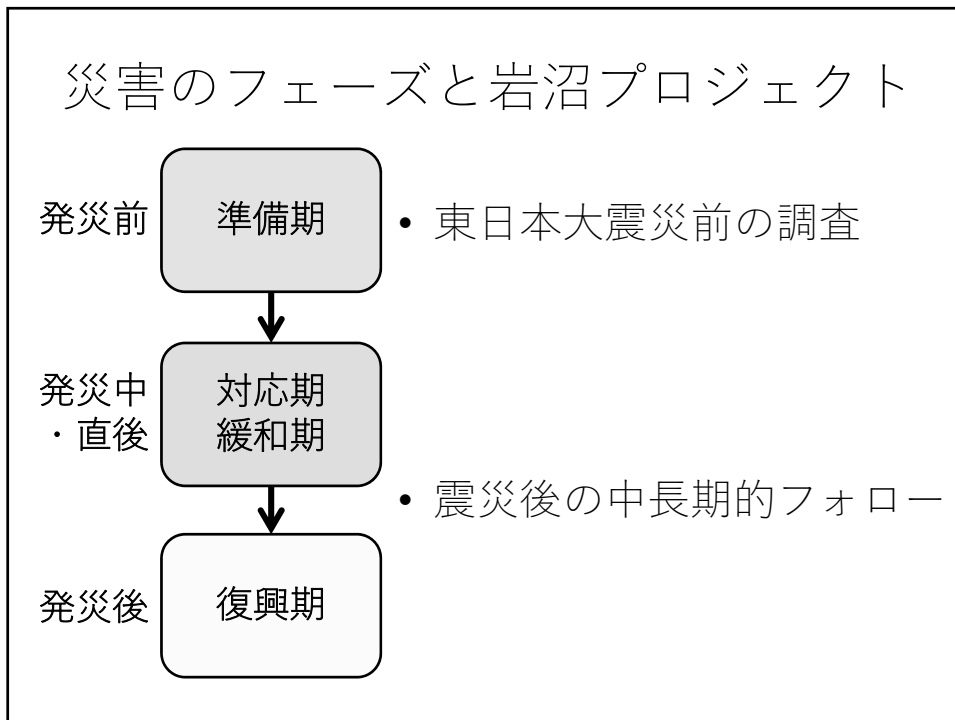 災害のフェーズと岩沼プロジェクト
発災前
準備期
• 東日本大震災前の調査
発災中
・直後
対応期
緩和期
• 震災後の中長期的フォロー
発災後
復興期